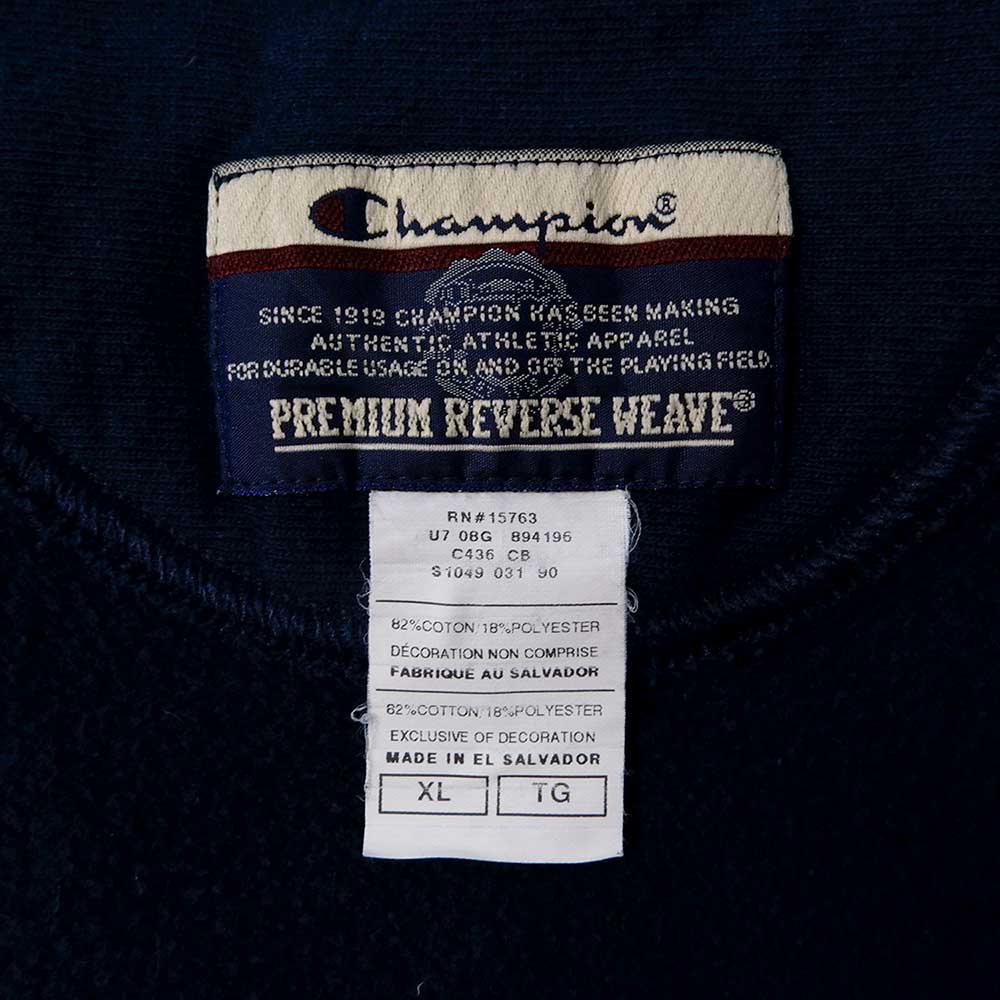 Champion®
SINCE 1919 CHAMPION HAS BEEN MAKING
AUTHENTIC ATHLETIC APPAREL
FOR DURABLE USAGE ON AND OFF THE PLAYING FIELD.
PREMIUM REVERSE WEAVE®
RN#15763
U7 0BG 894196
C436 CB
S1049 031 90
82%COTON/18%POLYESTER
DÉCORATION NON COMPRISE
FABRIQUÉ AU SALVADOR
82%COTTON/18%POLYESTER
EXCLUSIVE OF DECORATION
MADE IN EL SALVADOR
XL TG